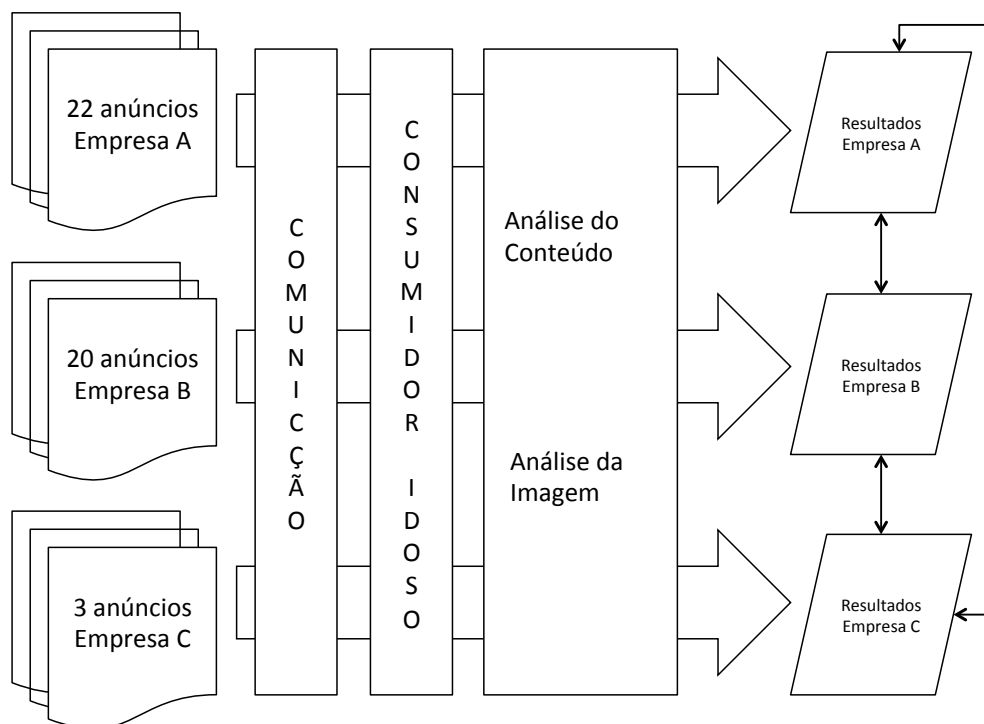 22 anúncios
Empresa A
20 anúncios
Empresa B
3 anúncios
Empresa C
COMUNICÇÃO
CONSUMIDOR IDOSO
Análise do
Conteúdo
Análise da
Imagem
Resultados
Empresa A
Resultados
Empresa B
Resultados
Empresa C